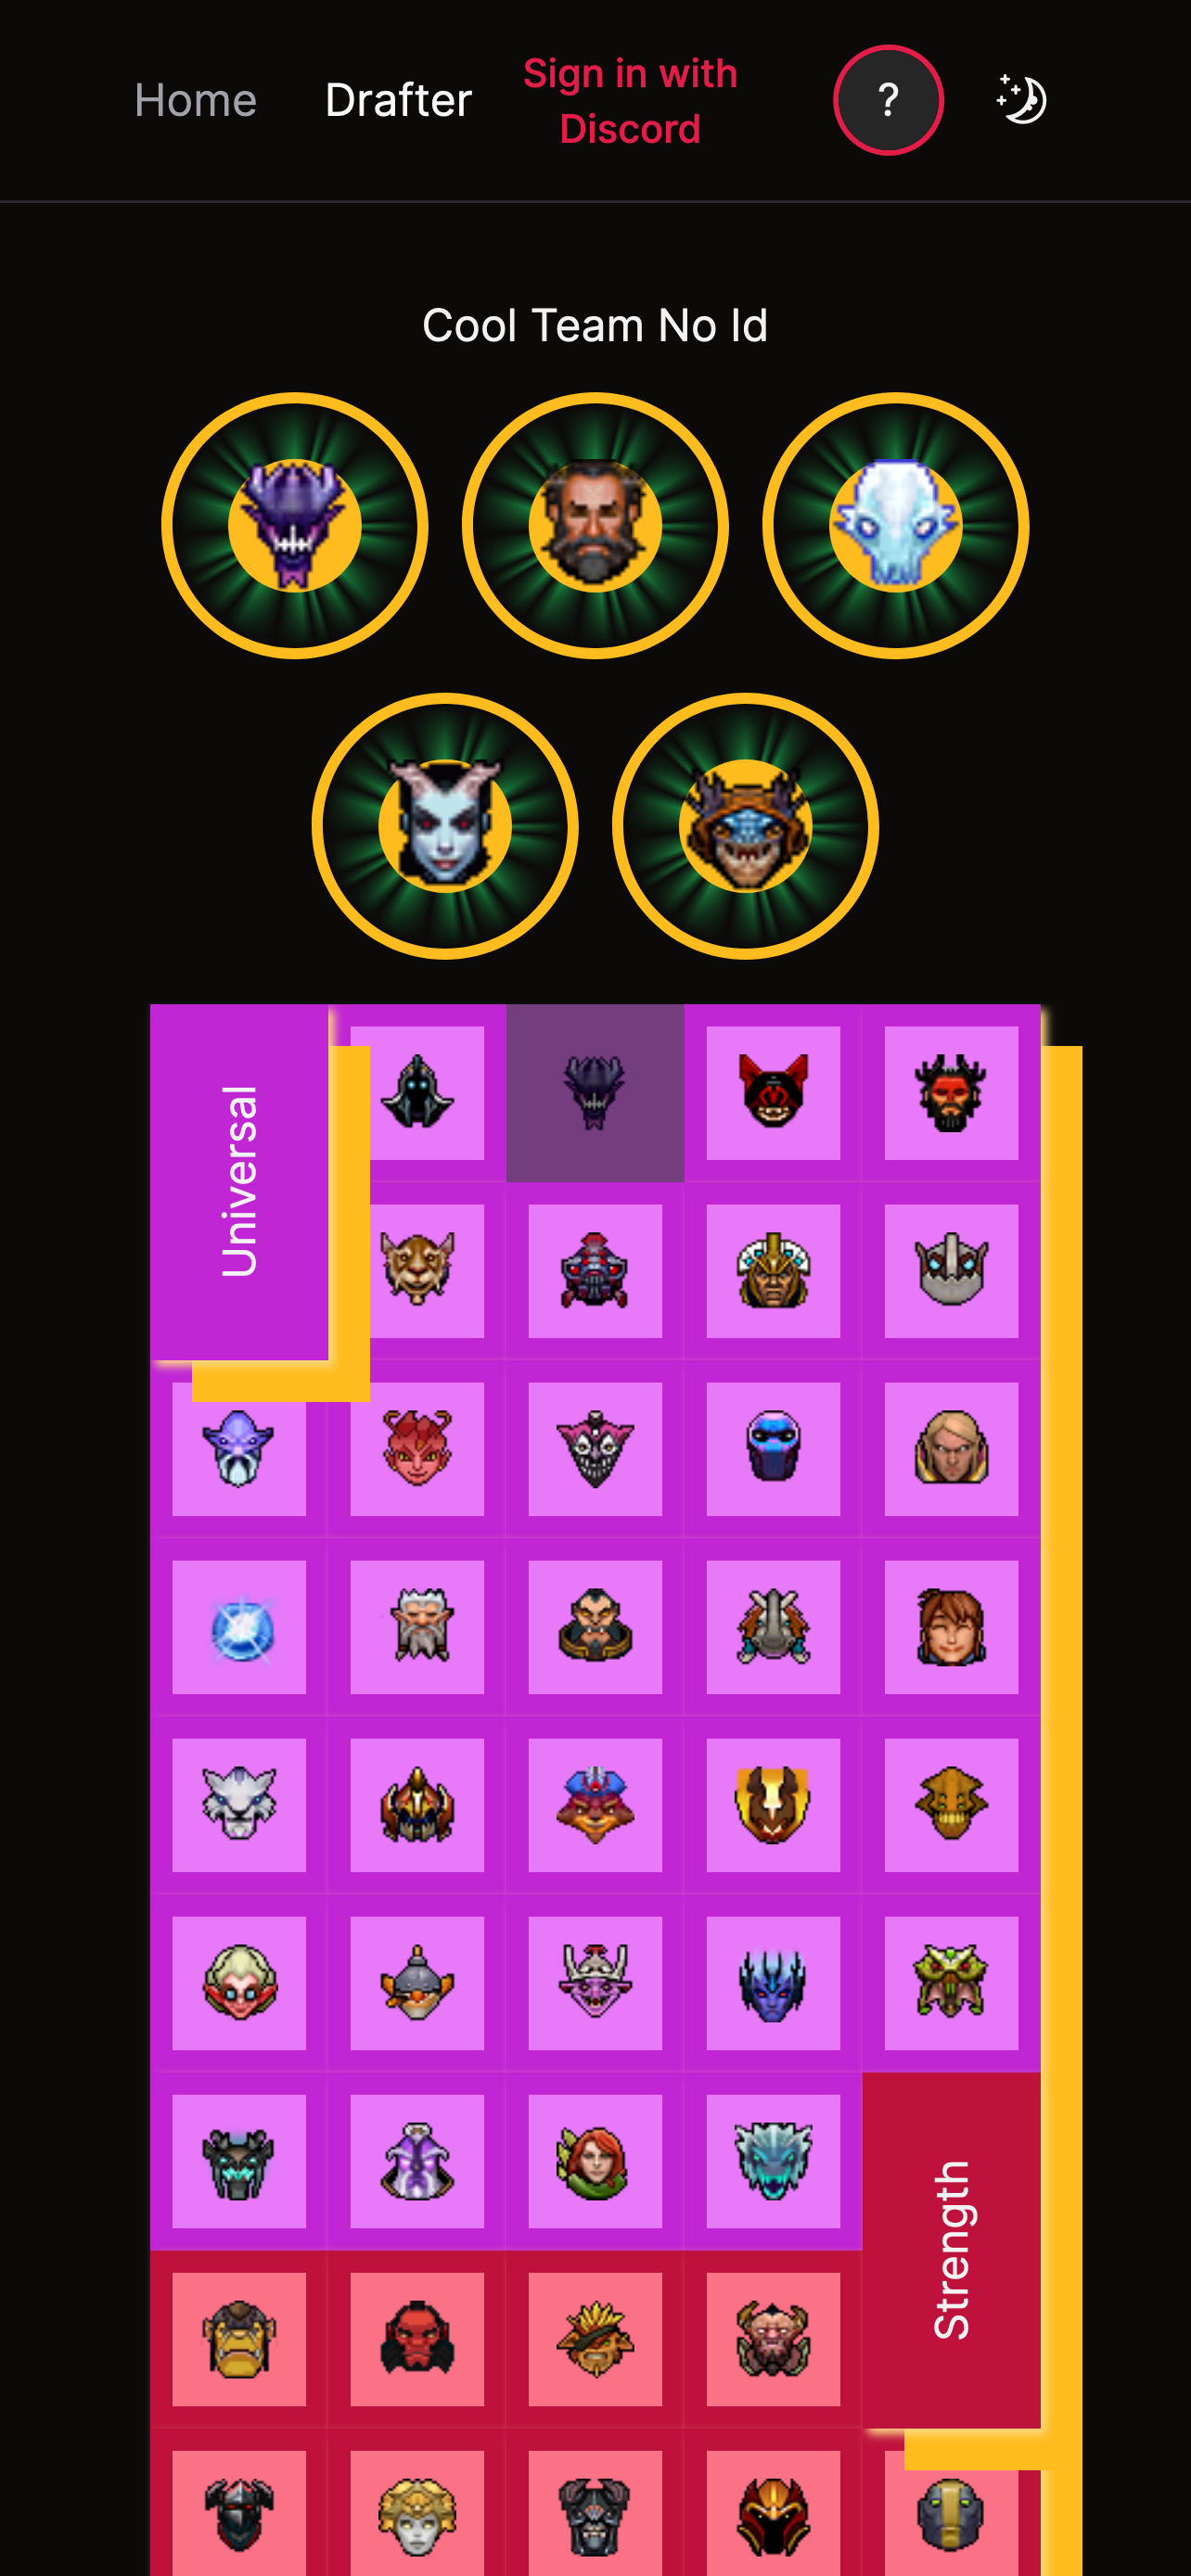 Home
Drafter
Sign in with
Discord
?
Cool Team No Id
Universal
Strength